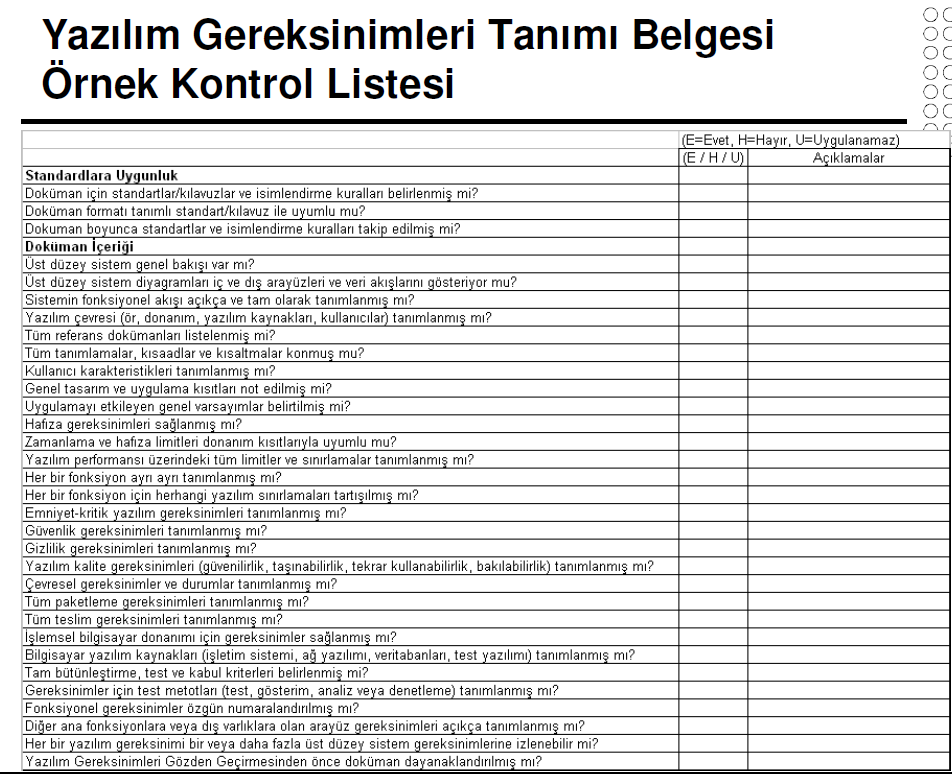 Yazılım Gereksinimleri Tanımı Belgesi
Örnek Kontrol Listesi
(E=Evet, H=Hayır, U=Uygulanamaz)
(E / H / U) Açıklamalar
Standardlara Uygunluk
Doküman için standartlar/kılavuzlar ve isimlendirme kuralları belirlenmiş mi?
Doküman formatı tanımlı standart/kılavuz ile uyumlu mu?
Dokuman boyunca standartlar ve isimlendirme kuralları takip edilmiş mi?
Doküman İçeriği
Üst düzey sistem genel bakışı var mı?
Üst düzey sistem diyagramları iç ve dış arayüzleri ve veri akışlarını gösteriyor mu?
Sistemin fonksiyonel akışı açıkça ve tam olarak tanımlanmış mı?
Yazılım çevresi (ör, donanım, yazılım kaynakları, kullanıcılar) tanımlanmış mı?
Tüm referans dokümanları listelenmiş mi?
Tüm tanımlamalar, kısaadlar ve kısaltmalar konmuş mu?
Kullanıcı karakteristikleri tanımlanmış mı?
Genel tasarım ve uygulama kısıtları not edilmiş mi?
Uygulamayı etkileyen genel varsayımlar belirtilmiş mi?
Hafıza gereksinimleri sağlanmış mı?
Zamanlama ve hafıza limitleri donanım kısıtlarıyla uyumlu mu?
Yazılım performansı üzerindeki tüm limitler ve sınırlamalar tanımlanmış mı?
Her bir fonksiyon ayrı ayrı tanımlanmış mı?
Her bir fonksiyon için herhangi yazılım sınırlamaları tartışılmış mı?
Emniyet-kritik yazılım gereksinimleri tanımlanmış mı?
Güvenlik gereksinimleri tanımlanmış mı?
Gizlilik gereksinimleri tanımlanmış mı?
Yazılım kalite gereksinimleri (güvenilirlik, taşınabilirlik, tekrar kullanabilirlik, bakılabilirlik) tanımlanmış mı?
Çevresel gereksinimler ve durumlar tanımlanmış mı?
Tüm paketleme gereksinimleri tanımlanmış mı?
Tüm teslim gereksinimleri tanımlanmış mı?
İşlemsel bilgisayar donanımı için gereksinimler sağlanmış mı?
Bilgisayar yazılım kaynakları (işletim sistemi, ağ yazılımı, veritabanları, test yazılımı) tanımlanmış mı?
Tam bütünleştirme, test ve kabul kriterleri belirlenmiş mi?
Gereksinimler için test metotları (test, gösterim, analiz veya denetleme) tanımlanmış mı?
Fonksiyonel gereksinimler özgün numaralandırılmış mı?
Diğer ana fonksiyonlara veya dış varlıklara olan arayüz gereksinimleri açıkça tanımlanmış mı?
Her bir yazılım gereksinimi bir veya daha fazla üst düzey sistem gereksinimlerine izlenebilir mi?
Yazılım Gereksinimleri Gözden Geçirmesinden önce doküman dayanaklandırılmış mı?